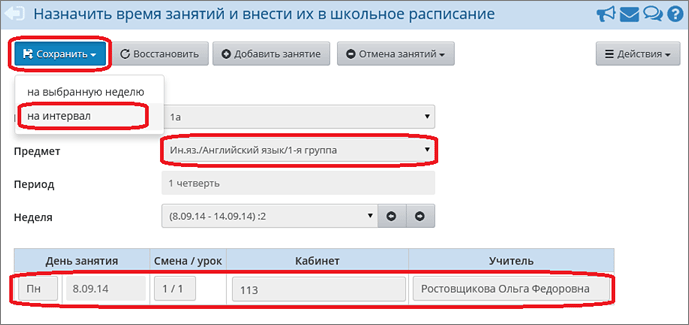 Назначить время занятий и внести их в школьное расписание
Сохранить Восстановить Добавить занятие Отмена занятий Действия
на выбранную неделю
на интервал
1а
Предмет Ин.яз./Английский язык/1-я группа
Период 1 четверть
Неделя (8.09.14 - 14.09.14) :2
День занятия Смена / урок Кабинет Учитель
Пн 8.09.14 1 / 1 113 Ростовщикова Ольга Федоровна